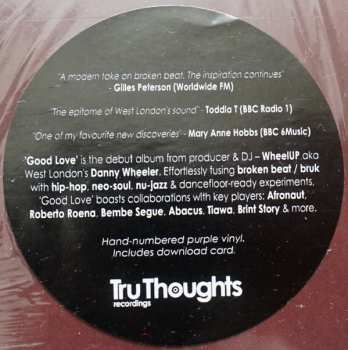 "A modern take on broken beat. The inspiration continues"
- Gilles Peterson (Worldwide FM)
"The epitome of West London's sound" - Toddla T (BBC Radio 1)
"One of my favourite new discoveries" - Mary Anne Hobbs (BBC 6Music)
'Good Love' is the debut album from producer & DJ – WheelUP aka
West London's Danny Wheeler. Effortlessly fusing broken beat / bruk
with hip-hop, neo-soul, nu-jazz & dancefloor-ready experiments.
'Good Love' boasts collaborations with key players: Afronaut,
Roberto Roena, Bembe Segue, Abacus, Tiawa, Brint Story & more.
Hand-numbered purple vinyl.
Includes download card.
Tru Thoughts
recordings